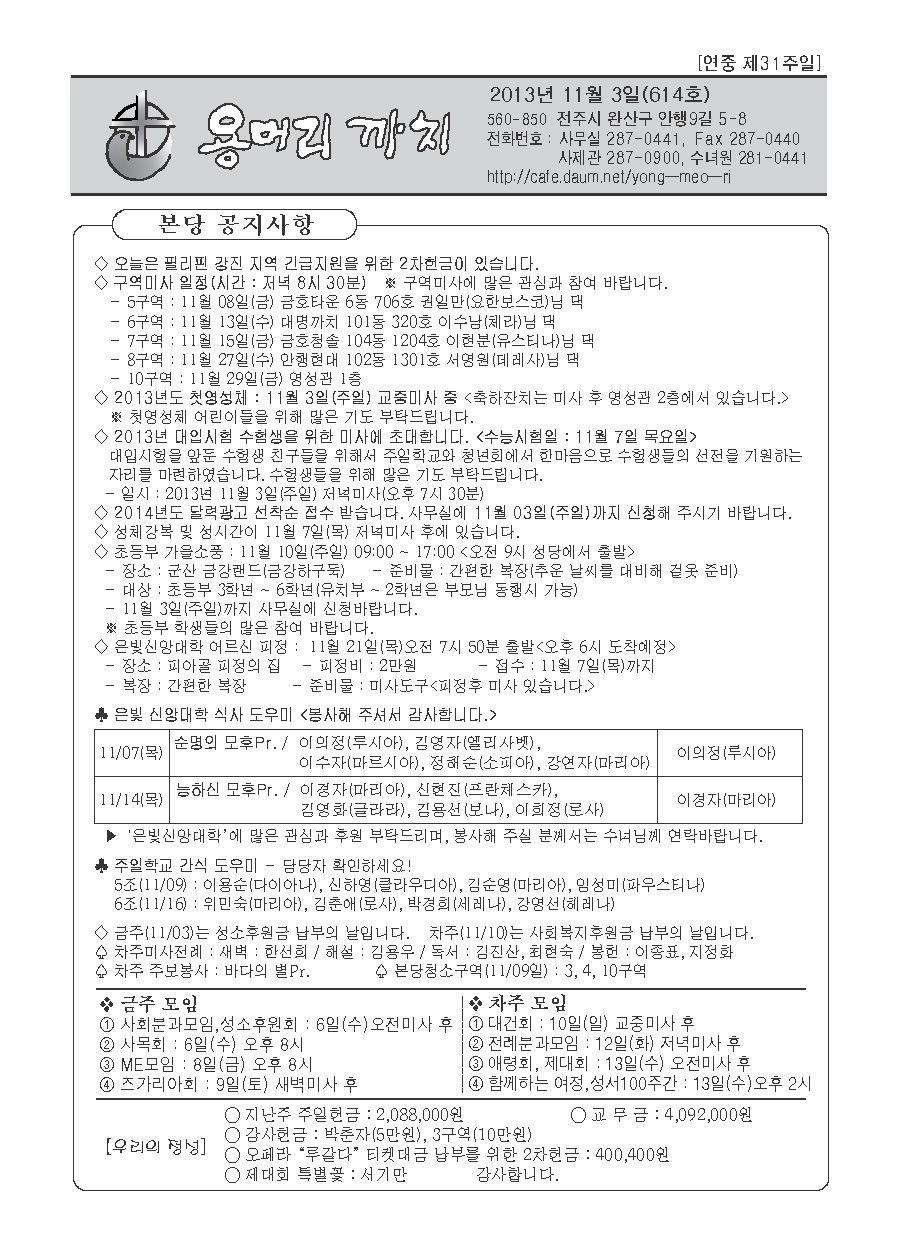 [연중 제31주일]
용머리 까치
2013년 11월 3일(614호)
560-850 전주시 완산구 안행9길 5-8
전화번호 : 사무실 287-0441, Fax 287-0440
사제관 287-0900, 수녀원 281-0441
http://cafe.daum.net/yong—meo—ri
본당 공지사항
◇ 오늘은 필리핀 강진 지역 긴급지원을 위한 2차헌금이 있습니다.
◇ 구역미사 일정(시간 : 저녁 8시 30분) ※ 구역미사에 많은 관심과 참여 바랍니다.
- 5구역 : 11월 08일(금) 금호타운 6동 706호 권일만(요한보스코)님 댁
- 6구역 : 11월 13일(수) 대명까치 101동 320호 이수남(체라)님 댁
- 7구역 : 11월 15일(금) 금호청솔 104동 1204호 이현분(유스티나)님 댁
- 8구역 : 11월 27일(수) 안행현대 102동 1301호 서영원(데레사)님 댁
- 10구역 : 11월 29일(금) 영성관 1층
◇ 2013년도 첫영성체 : 11월 3일(주일) 교중미사 중 <축하잔치는 미사 후 영성관 2층에서 있습니다.>
※ 첫영성체 어린이들을 위해 많은 기도 부탁드립니다.
◇ 2013년 대입시험 수험생을 위한 미사에 초대합니다. <수능시험일 : 11월 7일 목요일>
대입시험을 앞둔 수험생 친구들을 위해서 주일학교와 청년회에서 한마음으로 수험생들의 선전을 기원하는
자리를 마련하였습니다. 수험생들을 위해 많은 기도 부탁드립니다.
- 일시 : 2013년 11월 3일(주일) 저녁미사(오후 7시 30분)
◇ 2014년도 달력광고 선착순 접수 받습니다. 사무실에 11월 03일(주일)까지 신청해 주시기 바랍니다.
◇ 성체강복 및 성시간이 11월 7일(목) 저녁미사 후에 있습니다.
◇ 초등부 가을소풍 : 11월 10일(주일) 09:00 ~ 17:00 <오전 9시 성당에서 출발>
- 장소 : 군산 금강랜드(금강하구둑) - 준비물 : 간편한 복장(추운 날씨를 대비해 겉옷 준비)
- 대상 : 초등부 3학년 ~ 6학년(유치부 ~ 2학년은 부모님 동행시 가능)
- 11월 3일(주일)까지 사무실에 신청바랍니다.
※ 초등부 학생들의 많은 참여 바랍니다.
◇ 은빛신앙대학 어르신 피정 : 11월 21일(목)오전 7시 50분 출발<오후 6시 도착예정>
- 장소 : 피아골 피정의 집 - 피정비 : 2만원 - 접수 : 11월 7일(목)까지
- 복장 : 간편한 복장 - 준비물 : 미사도구<피정후 미사 있습니다.>
♣ 은빛 신앙대학 식사 도우미 <봉사해 주셔서 감사합니다.>
11/07(목) 순명의 모후Pr. / 이의정(루시아), 김영자(엘리사벳), 이의정(루시아)
이수자(마르시아), 정해순(소피아), 강연자(마리아)
11/14(목) 능하신 모후Pr. / 이경자(마리아), 신현진(프란체스카), 이경자(마리아)
김영화(글라라), 김용선(보나), 이희정(로사)
▶ '은빛신앙대학'에 많은 관심과 후원 부탁드리며, 봉사해 주실 분께서는 수녀님께 연락바랍니다.
♣ 주일학교 간식 도우미 - 담당자 확인하세요!
5조(11/09) : 이용순(다이아나), 신하영(클라우디아), 김순영(마리아), 임성미(파우스티나)
6조(11/16) : 위민숙(마리아), 김춘애(로사), 박경희(세레나), 강영선(헤레나)
◇ 금주(11/03)는 성소후원금 납부의 날입니다. 차주(11/10)는 사회복지후원금 납부의 날입니다.
♤ 차주미사전례 : 새벽 : 한선희 / 해설 : 김용우 / 독서 : 김진산, 최현숙 / 봉헌 : 이종표, 지정화
♤ 차주 주보봉사 : 바다의 별Pr. ♤ 본당청소구역(11/09일) : 3, 4, 10구역
❖ 금주 모임
① 사회분과모임,성소후원회 : 6일(수)오전미사 후
② 사목회 : 6일(수) 오후 8시
③ ME모임 : 8일(금) 오후 8시
④ 즈가리아회 : 9일(토) 새벽미사 후
❖ 차주 모임
① 대건회 : 10일(일) 교중미사 후
② 전례분과모임 : 12일(화) 저녁미사 후
③ 애령회, 제대회 : 13일(수) 오전미사 후
④ 함께하는 여정,성서100주간 : 13일(수)오후 2시
[우리의 정성]
○ 지난주 주일헌금 : 2,088,000원 ○ 교 무 금 : 4,092,000원
○ 감사헌금 : 박춘자(5만원), 3구역(10만원)
○ 오페라 “루갈다” 티켓대금 납부를 위한 2차헌금 : 400,400원
○ 제대회 특별꽃 : 서기만 감사합니다.